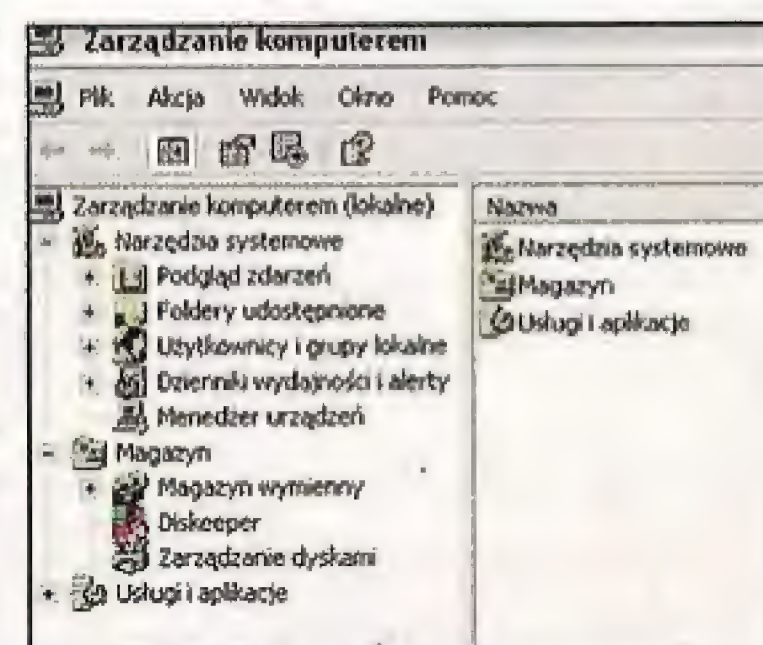 Zarządzanie komputerem
Plik Akcja Widok Okno Pomoc
Zarządzanie komputerem (lokalne)
Narzędzia systemowe
Podgląd zdarzeń
Foldery udostępnione
Użytkownicy i grupy lokalne
Dzienniki wydajności i alerty
Menedżer urządzeń
Magazyn
Magazyn wymienny
Diskeeper
Zarządzanie dyskami
Usługi i aplikacje
Nazwa
Narzędzia systemowe
Magazyn
Usługi i aplikacje